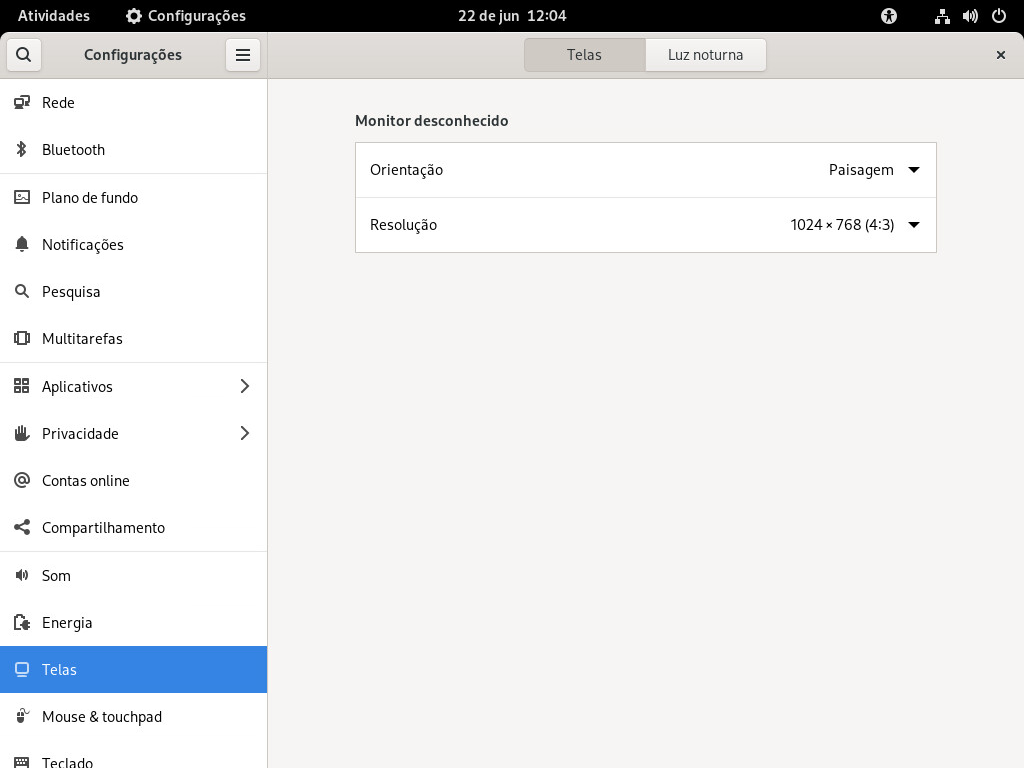 Atividades Configurações 22 de jun 12:04
Configurações Telas Luz noturna
Rede
Bluetooth
Plano de fundo
Notificações
Pesquisa
Multitarefas
Aplicativos
Privacidade
Contas online
Compartilhamento
Som
Energia
Telas
Mouse & touchpad
Teclado
Monitor desconhecido
Orientação Paisagem
Resolução 1024 × 768 (4:3)